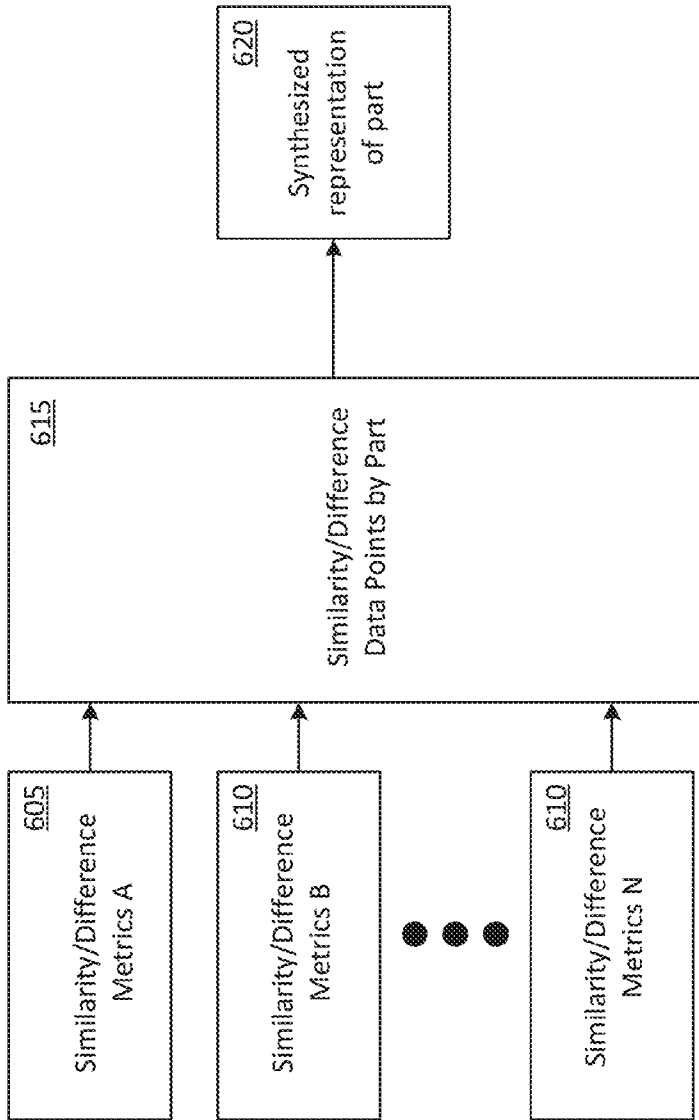 605
Similarity/Difference
Metrics A
610
Similarity/Difference
Metrics B
610
Similarity/Difference
Metrics N
615
Similarity/Difference
Data Points by Part
620
Synthesized
representation
of part